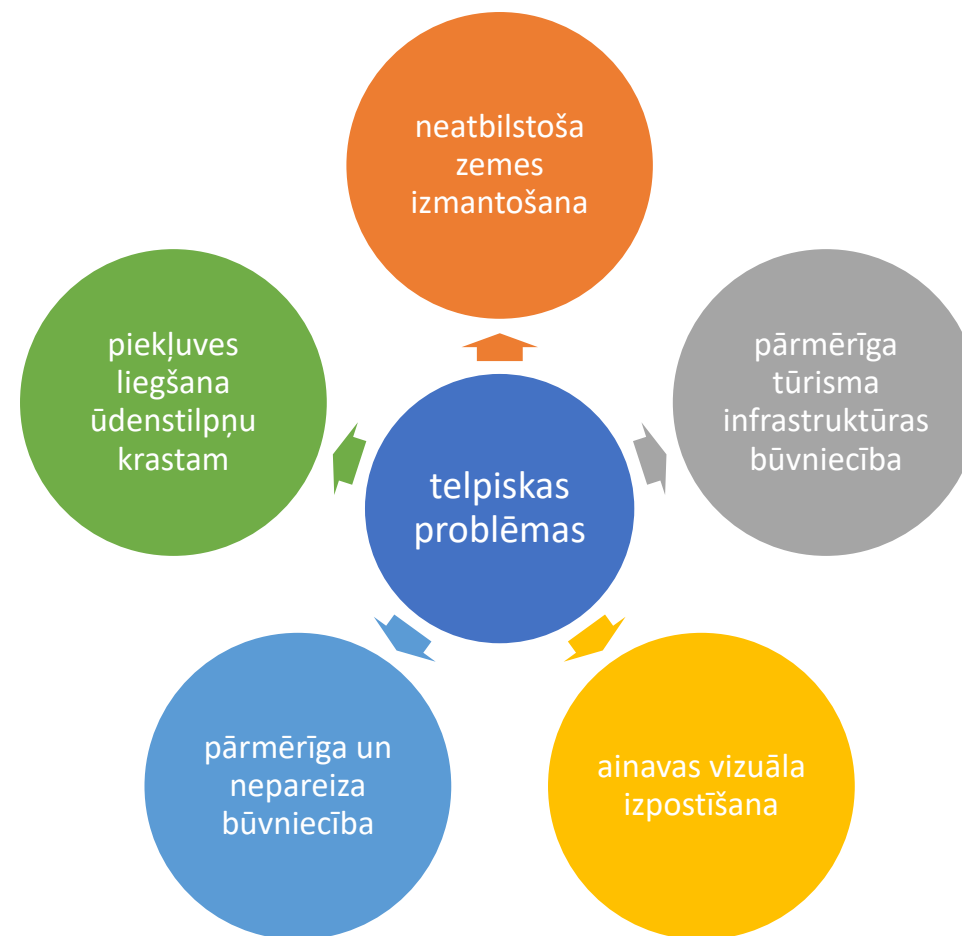 neatbilstoša
zemes
izmantošana
pārmērīga
tūrisma
infrastruktūras
būvniecība
ainavas vizuāla
izpostīšana
pārmērīga un
nepareiza
būvniecība
piekļuves
liegšana
ūdenstilpņu
krastam
telpiskas
problēmas